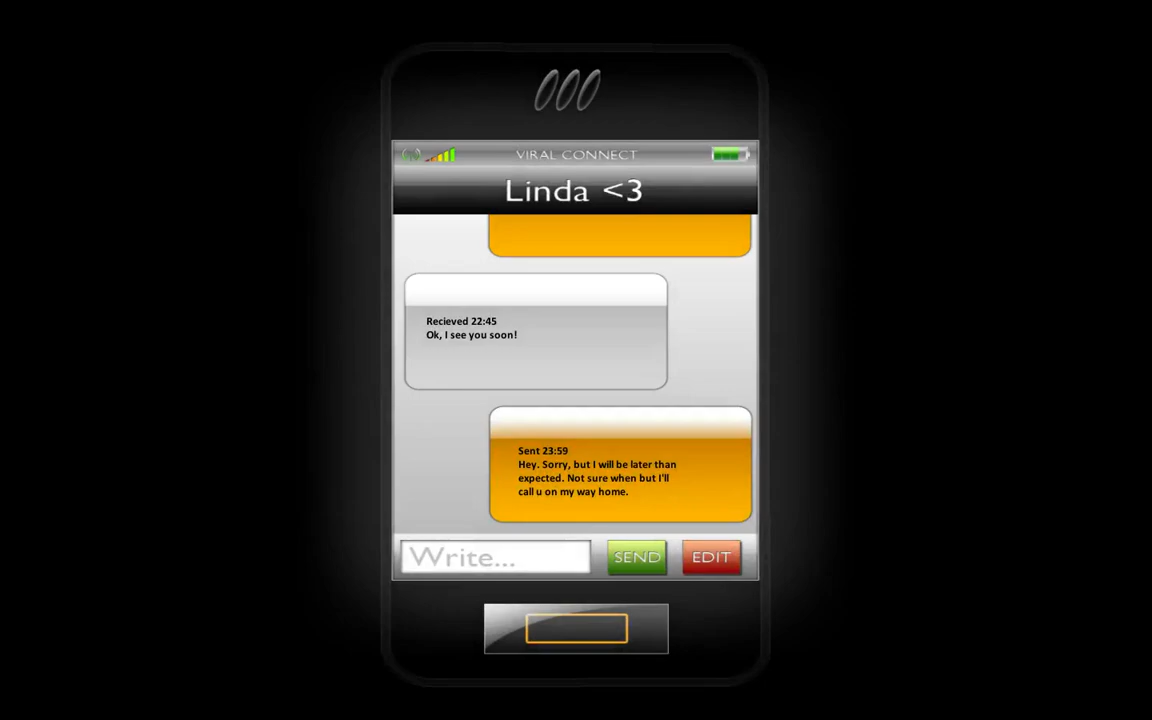 VIRAL CONNECT
Linda <3
Recieved 22:45
Ok, I see you soon!
Sent 23:59
Hey. Sorry, but I will be later than
expected. Not sure when but I'll
call u on my way home.
Write...
SEND
EDIT